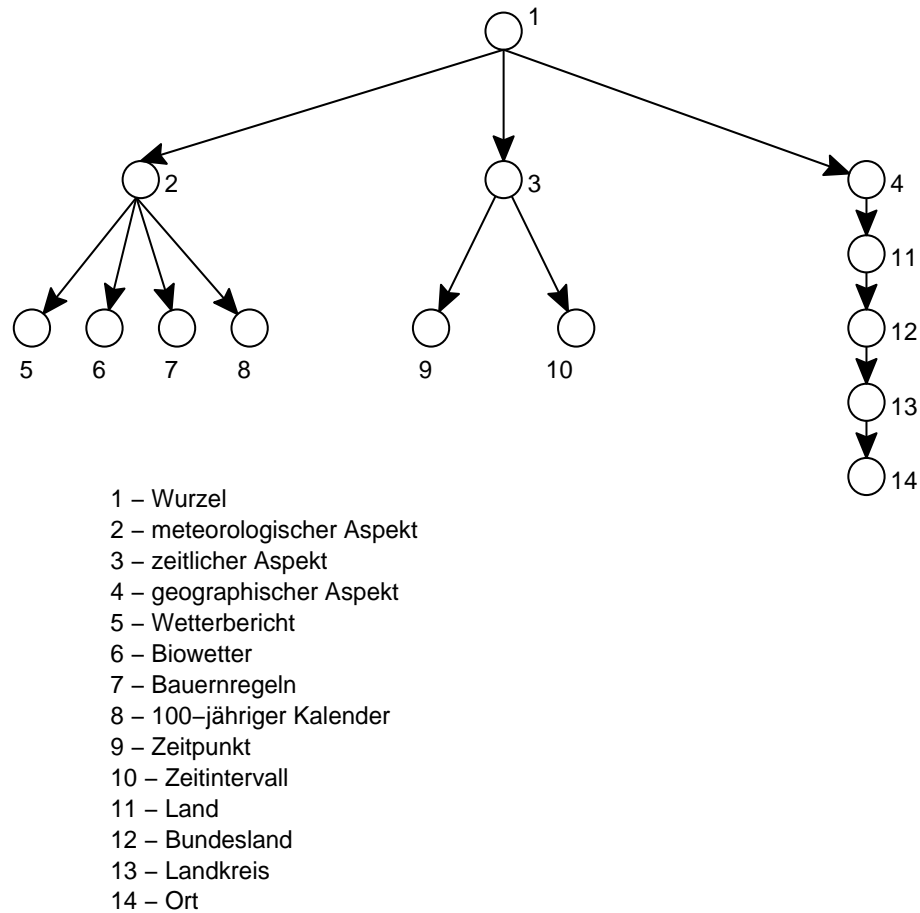 1
2
3
4
11
12
13
14
5
6
7
8
9
10
1 – Wurzel
2 – meteorologischer Aspekt
3 – zeitlicher Aspekt
4 – geographischer Aspekt
5 – Wetterbericht
6 – Biowetter
7 – Bauernregeln
8 – 100–jähriger Kalender
9 – Zeitpunkt
10 – Zeitintervall
11 – Land
12 – Bundesland
13 – Landkreis
14 – Ort